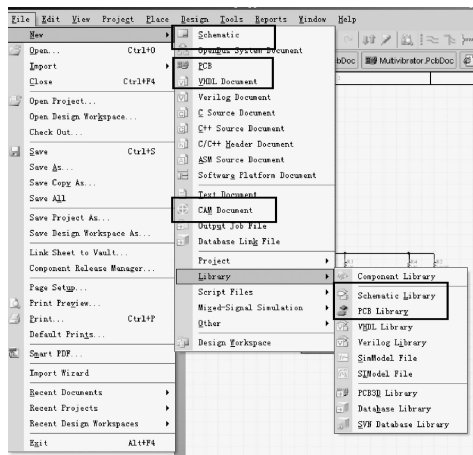 File Edit View Project Place Design Tools Reports Window Help
New
Open... Ctrl+O
Import
Close Ctrl+F4
Open Project...
Open Design Workspace...
Check Out...
Save Ctrl+S
Save As...
Save Copy As...
Save All
Save Project As...
Save Design Workspace As...
Link Sheet to Vault...
Component Release Manager...
Page Setup...
Print Preview...
Print... Ctrl+P
Default Prints...
Smart PDF...
Import Wizard
Recent Documents
Recent Projects
Recent Design Workspaces
Exit Alt+F4
Schematic
OpenBus System Document
PCB
VHDL Document
Verilog Document
C Source Document
C++ Source Document
C/C++ Header Document
ASM Source Document
Software Platform Document
Text Document
CAM Document
Output Job File
Database Link File
Project
Library
Script Files
Mixed-Signal Simulation
Other
Design Workspace
Component Library
Schematic Library
PCB Library
VHDL Library
Verilog Library
SimModel File
SIModel File
PCB3D Library
Database Library
SVN Database Library
bDoc Multivibrator.PcbDoc